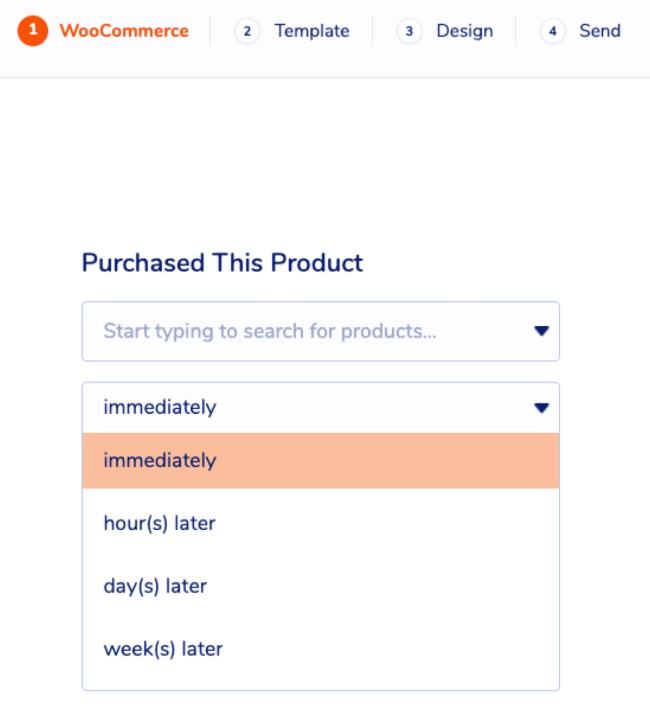 1 WooCommerce 2 Template 3 Design 4 Send
Purchased This Product
Start typing to search for products...
immediately
immediately
hour(s) later
day(s) later
week(s) later